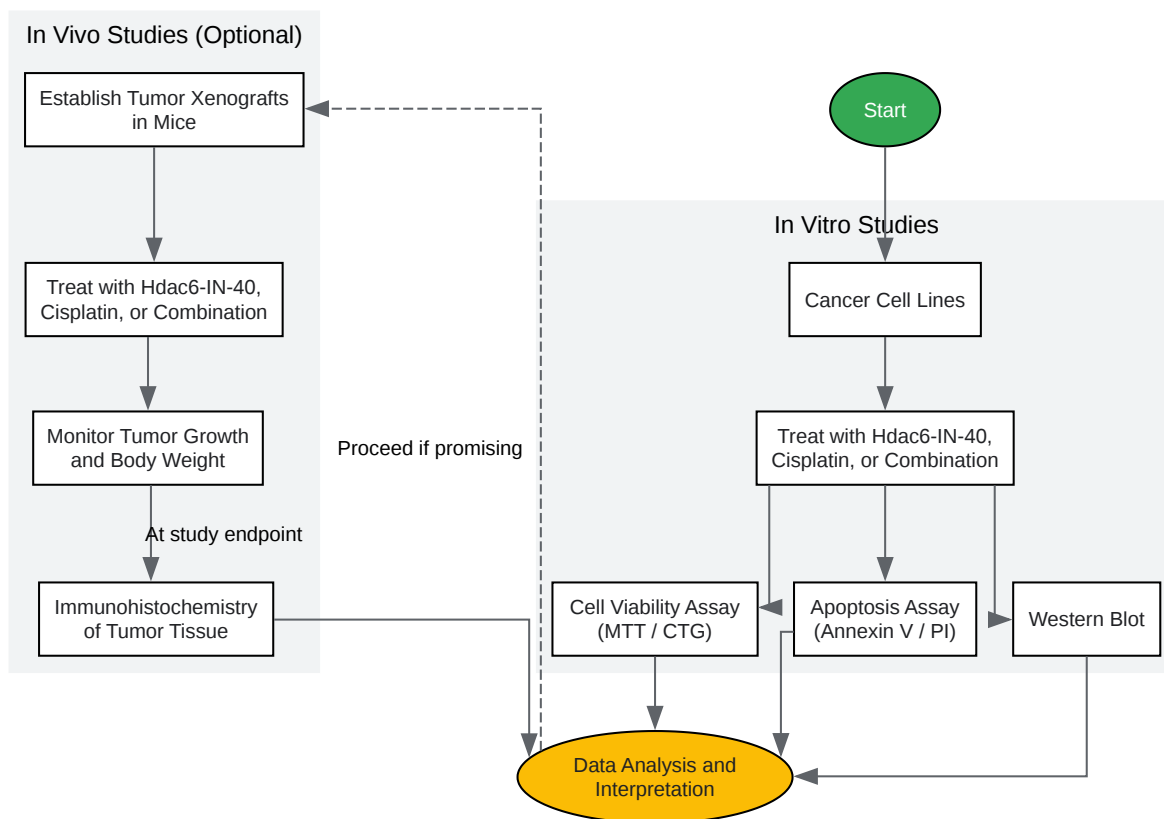 In Vivo Studies (Optional)
Establish Tumor Xenografts
in Mice
Treat with Hdac6-IN-40,
Cisplatin, or Combination
Monitor Tumor Growth
and Body Weight
At study endpoint
Immunohistochemistry
of Tumor Tissue
Proceed if promising
Start
In Vitro Studies
Cancer Cell Lines
Treat with Hdac6-IN-40,
Cisplatin, or Combination
Cell Viability Assay
(MTT / CTG)
Apoptosis Assay
(Annexin V / PI)
Western Blot
Data Analysis and
Interpretation